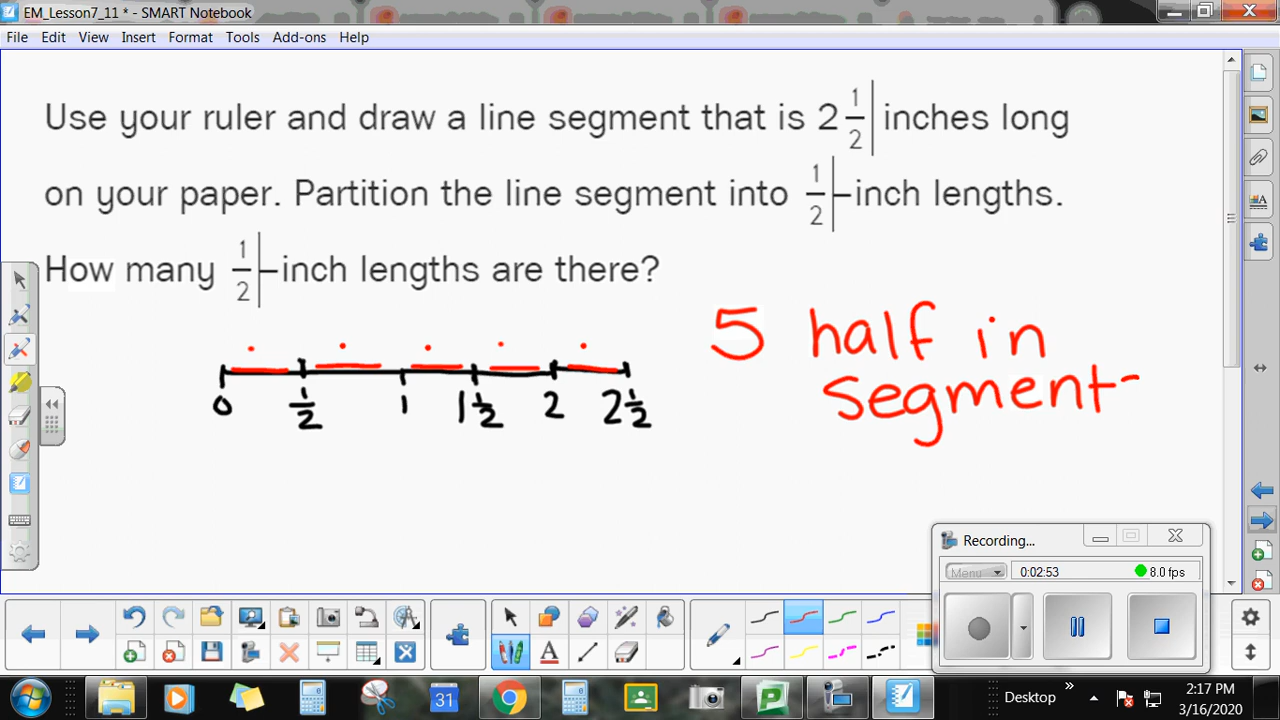 EM_Lesson7_11 * - SMART Notebook
File Edit View Insert Format Tools Add-ons Help
Use your ruler and draw a line segment that is 2 1/2 inches long
on your paper. Partition the line segment into 1/2-inch lengths.
How many 1/2-inch lengths are there?
0 1/2 1 1 1/2 2 2 1/2
5 half in
segment
Recording...
Menu 0:02:53 8.0 fps
A
31
Desktop » 2:17 PM
3/16/2020